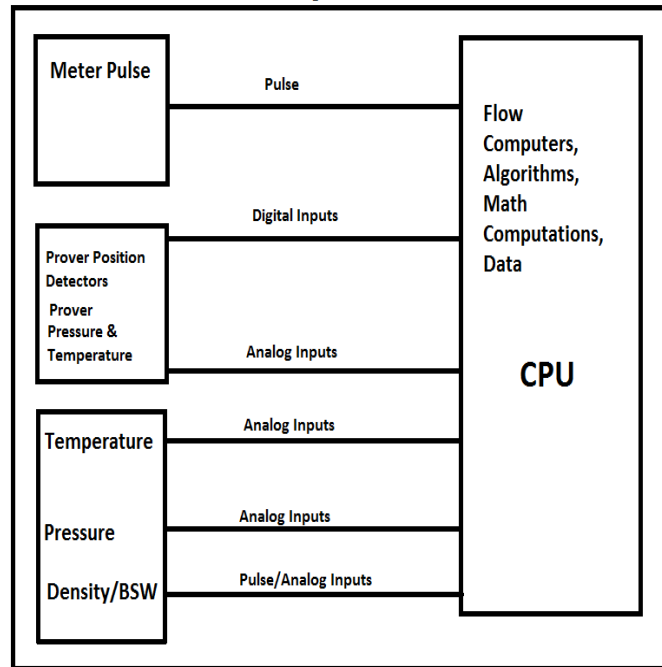 Meter Pulse
Pulse
Flow
Computers,
Algorithms,
Math
Computations,
Data
CPU
Digital Inputs
Prover Position
Detectors
Prover
Pressure &
Temperature
Analog Inputs
Temperature
Analog Inputs
Pressure
Analog Inputs
Density/BSW
Pulse/Analog Inputs